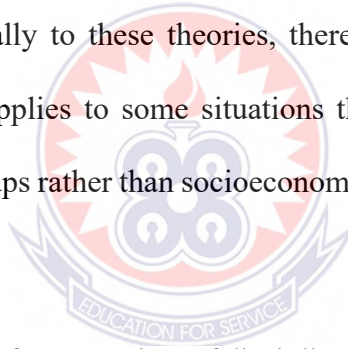 ally to these theories, there
pplies to some situations th
ps rather than socioeconom
EDUCATION FOR SERVICE